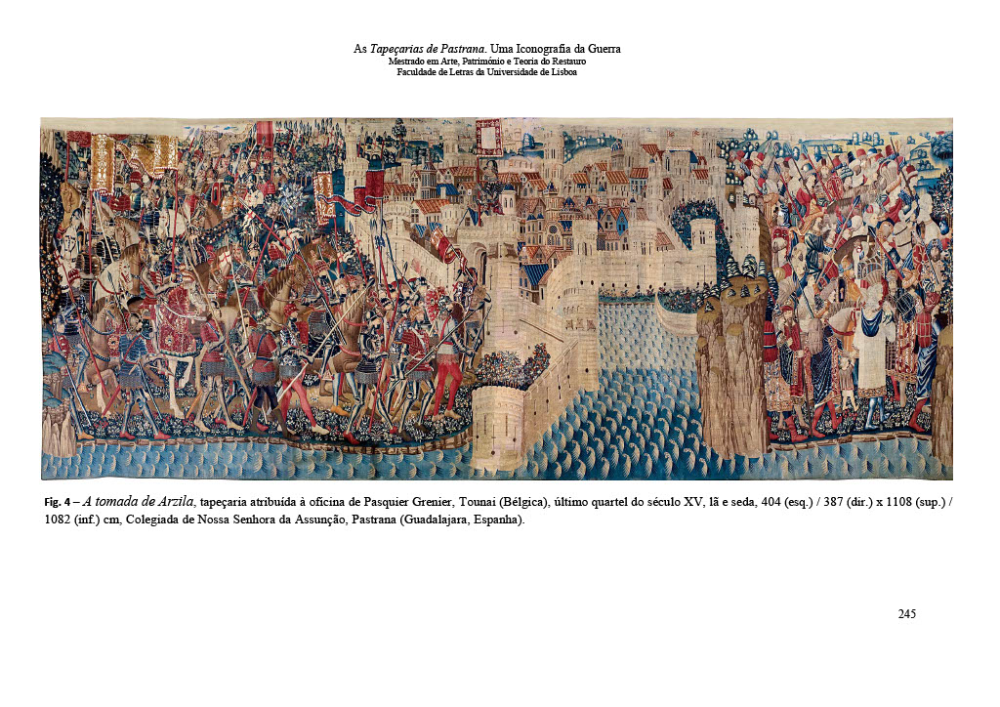 As Tapeçarias de Pastrana. Uma Iconografia da Guerra
Mestrado em Arte, Património e Teoria do Restauro
Faculdade de Letras da Universidade de Lisboa
Fig. 4 – A tomada de Arzila, tapeçaria atribuída à oficina de Pasquier Grenier, Tounai (Bélgica), último quartel do século XV, lã e seda, 404 (esq.) / 387 (dir.) x 1108 (sup.) /
1082 (inf.) cm, Colegiada de Nossa Senhora da Assunção, Pastrana (Guadalajara, Espanha).
245